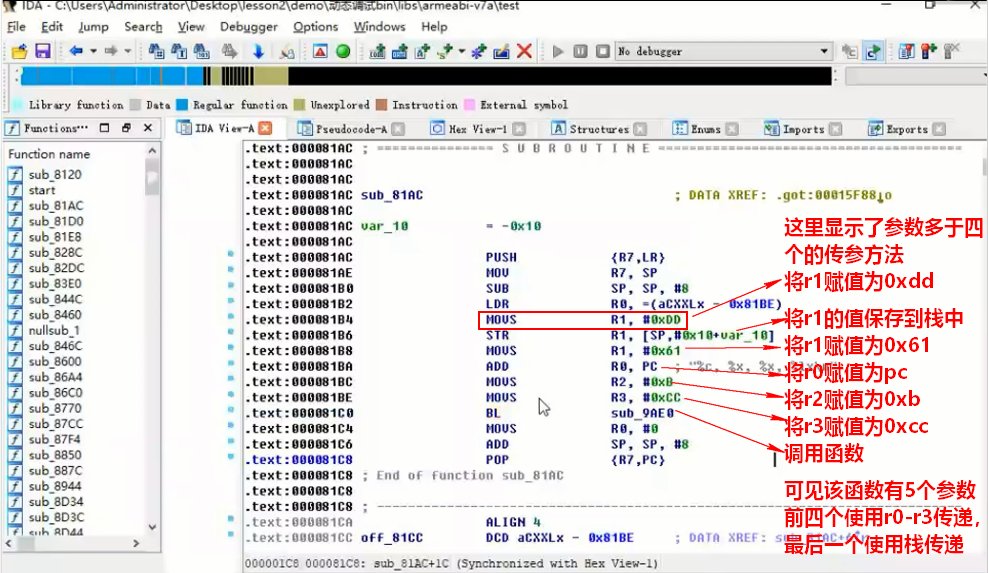 IDA - C:\Users\Administrator\Desktop\lesson2\demo\动态调试bin\libs\armeabi-v7a\test
File Edit Jump Search View Debugger Options Windows Help
No debugger
Library function Data Regular function Unexplored Instruction External symbol
Functions… IDA View-A Pseudocode-A Hex View-1 Structures Enums Imports Exports
Function name
sub_8120
start
sub_81AC
sub_81D0
sub_81E8
sub_828C
sub_82DC
sub_83E0
sub_844C
sub_8460
nullsub_1
sub_846C
sub_8600
sub_86A4
sub_86C0
sub_8770
sub_87CC
sub_87F4
sub_8850
sub_887C
sub_8944
sub_8D34
sub_8D3C
sub_8D44
.text:000081AC ; =============== S U B R O U T I N E =======================================
.text:000081AC
.text:000081AC
.text:000081AC sub_81AC ; DATA XREF: .got:00015F88↓o
.text:000081AC
.text:000081AC var_10 = -0x10
.text:000081AC
.text:000081AC PUSH {R7,LR}
.text:000081AE MOV R7, SP
.text:000081B0 SUB SP, SP, #8
.text:000081B2 LDR R0, =(aCXXLx - 0x81BE)
.text:000081B4 MOVS R1, #0xDD
.text:000081B6 STR R1, [SP,#0x10+var_10]
.text:000081B8 MOVS R1, #0x61
.text:000081BA ADD R0, PC ; "%c, %x, %x,
.text:000081BC MOVS R2, #0xB
.text:000081BE MOVS R3, #0xCC
.text:000081C0 BL sub_9AE0
.text:000081C4 MOVS R0, #0
.text:000081C6 ADD SP, SP, #8
.text:000081C8 POP {R7,PC}
.text:000081C8 ; End of function sub_81AC
.text:000081C8
.text:000081C8 ; ---------------------------------------------------------------------------
.text:000081CA ALIGN 4
.text:000081CC off_81CC DCD aCXXLx - 0x81BE ; DATA XREF:
000001C8 000081C8: sub_81AC+1C (Synchronized with Hex View-1)
这里显示了参数多于四
个的传参方法
将r1赋值为0xdd
将r1的值保存到栈中
将r1赋值为0x61
将r0赋值为pc
将r2赋值为0xb
将r3赋值为0xcc
调用函数
可见该函数有5个参数
前四个使用r0-r3传递，
最后一个使用栈传递